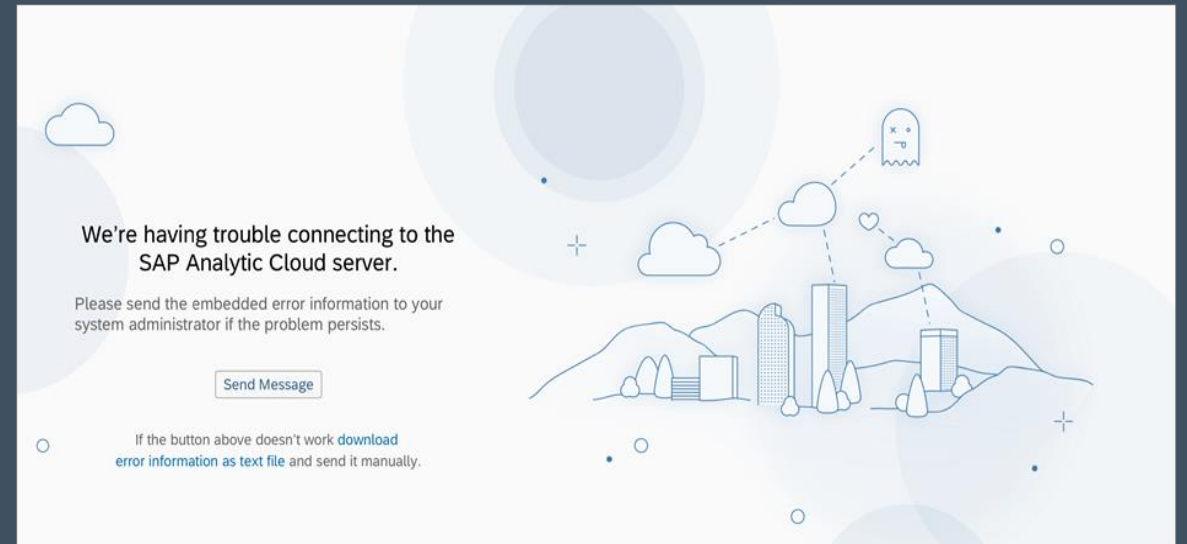 We're having trouble connecting to the
SAP Analytic Cloud server.
Please send the embedded error information to your
system administrator if the problem persists.
Send Message
If the button above doesn't work download
error information as text file and send it manually.